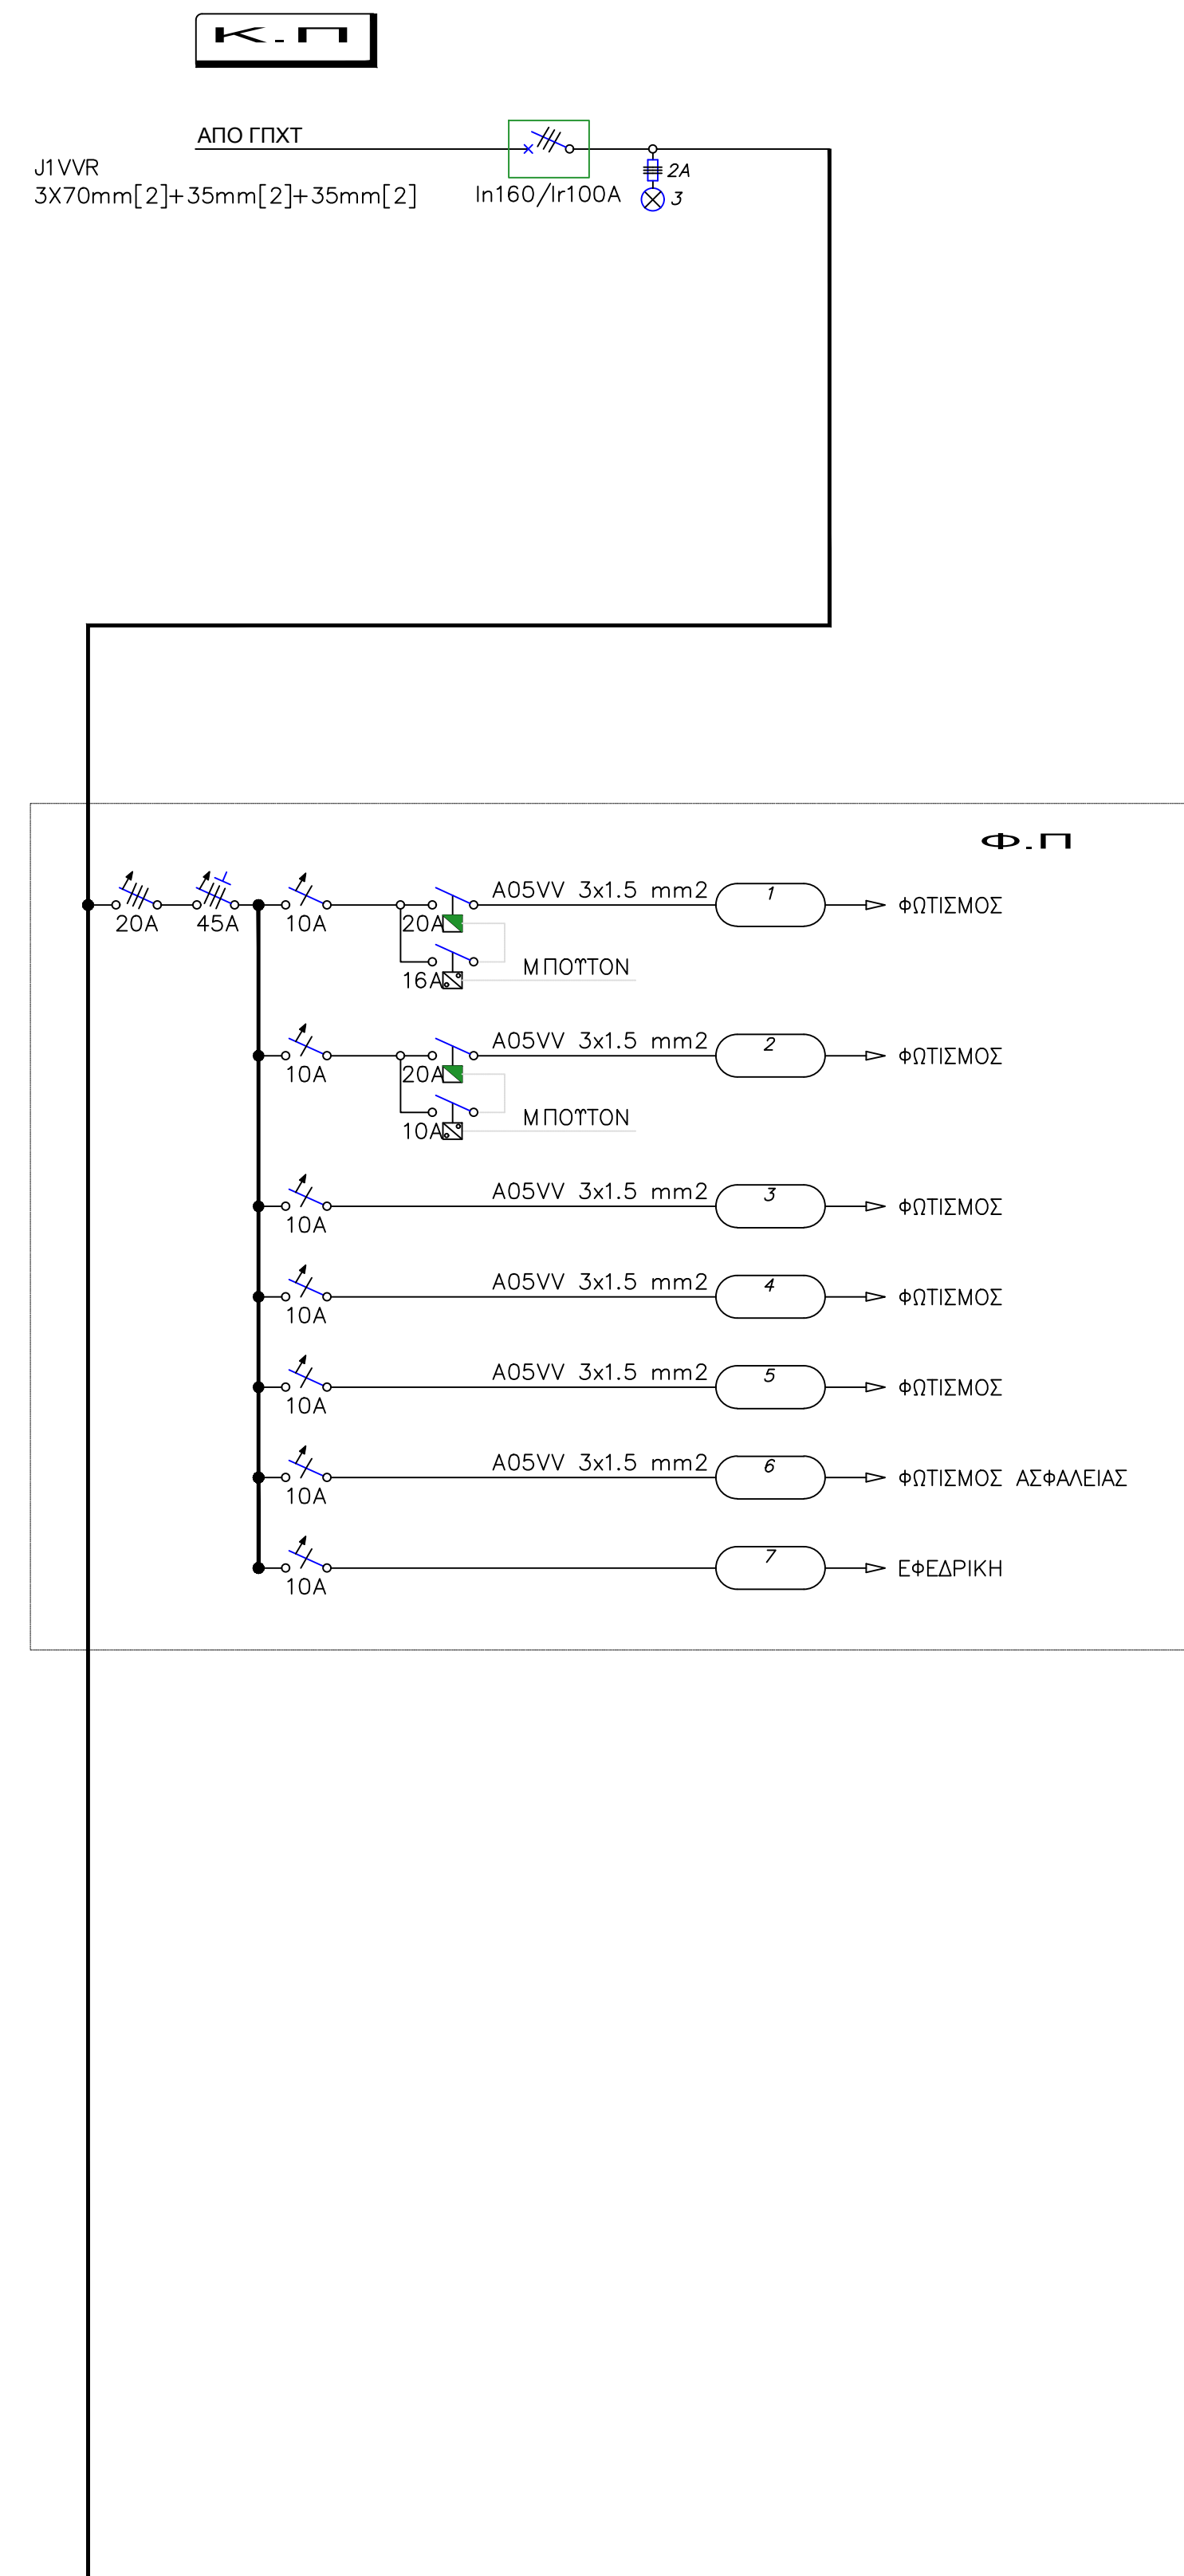 Κ.Π
ΑΠΟ ΓΠΧΤ
J1VVR
3X70mm[2]+35mm[2]+35mm[2]
In160/Ir100A
2A
3
Φ.Π
20A
45A
10A
20A
A05VV 3x1.5 mm2
1
ΦΩΤΙΣΜΟΣ
16A
ΜΠΟΥΤΟΝ
10A
20A
A05VV 3x1.5 mm2
2
ΦΩΤΙΣΜΟΣ
10A
ΜΠΟΥΤΟΝ
10A
A05VV 3x1.5 mm2
3
ΦΩΤΙΣΜΟΣ
10A
A05VV 3x1.5 mm2
4
ΦΩΤΙΣΜΟΣ
10A
A05VV 3x1.5 mm2
5
ΦΩΤΙΣΜΟΣ
10A
A05VV 3x1.5 mm2
6
ΦΩΤΙΣΜΟΣ ΑΣΦΑΛΕΙΑΣ
10A
7
ΕΦΕΔΡΙΚΗ